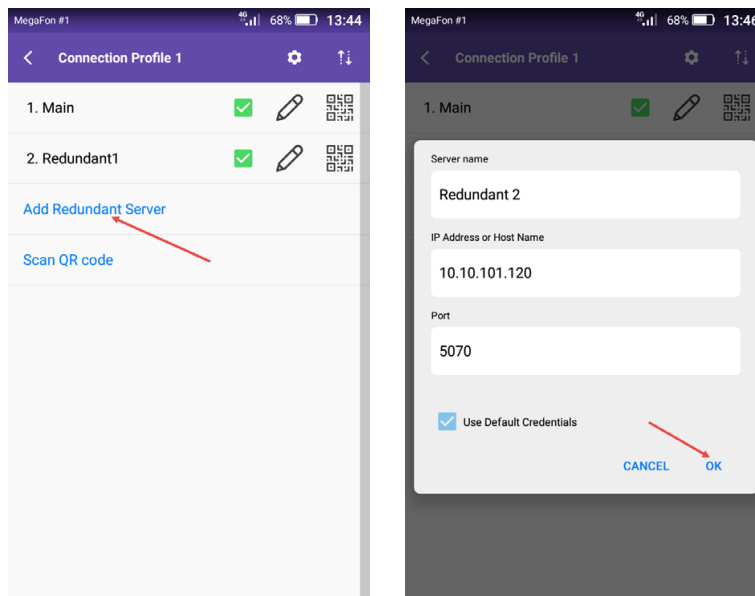 MegaFon #1 4G 68% 13:44
Connection Profile 1
1. Main
2. Redundant1
Add Redundant Server
Scan QR code
MegaFon #1 4G 68% 13:46
Connection Profile 1
1. Main
Server name
Redundant 2
IP Address or Host Name
10.10.101.120
Port
5070
Use Default Credentials
CANCEL OK